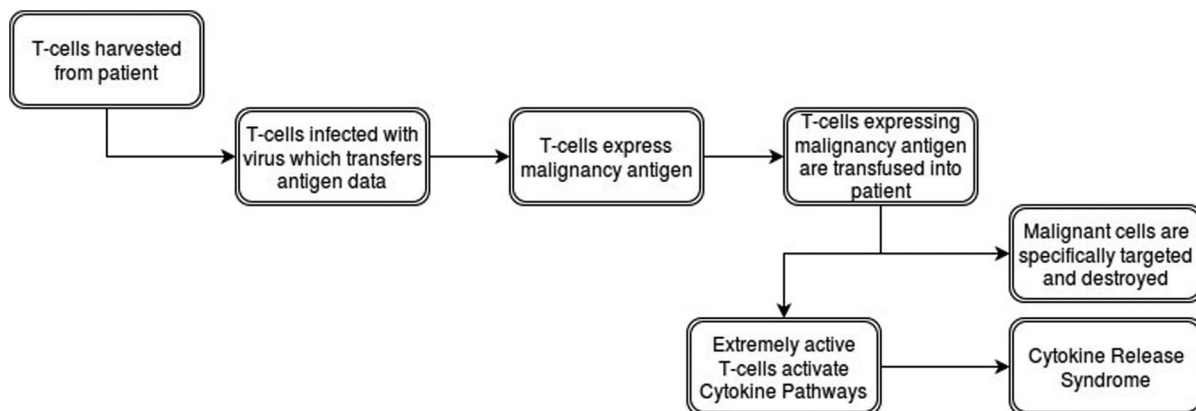 T-cells harvested
from patient
T-cells infected with
virus which transfers
antigen data
T-cells express
malignancy antigen
T-cells expressing
malignancy antigen
are transfused into
patient
Malignant cells are
specifically targeted
and destroyed
Extremely active
T-cells activate
Cytokine Pathways
Cytokine Release
Syndrome